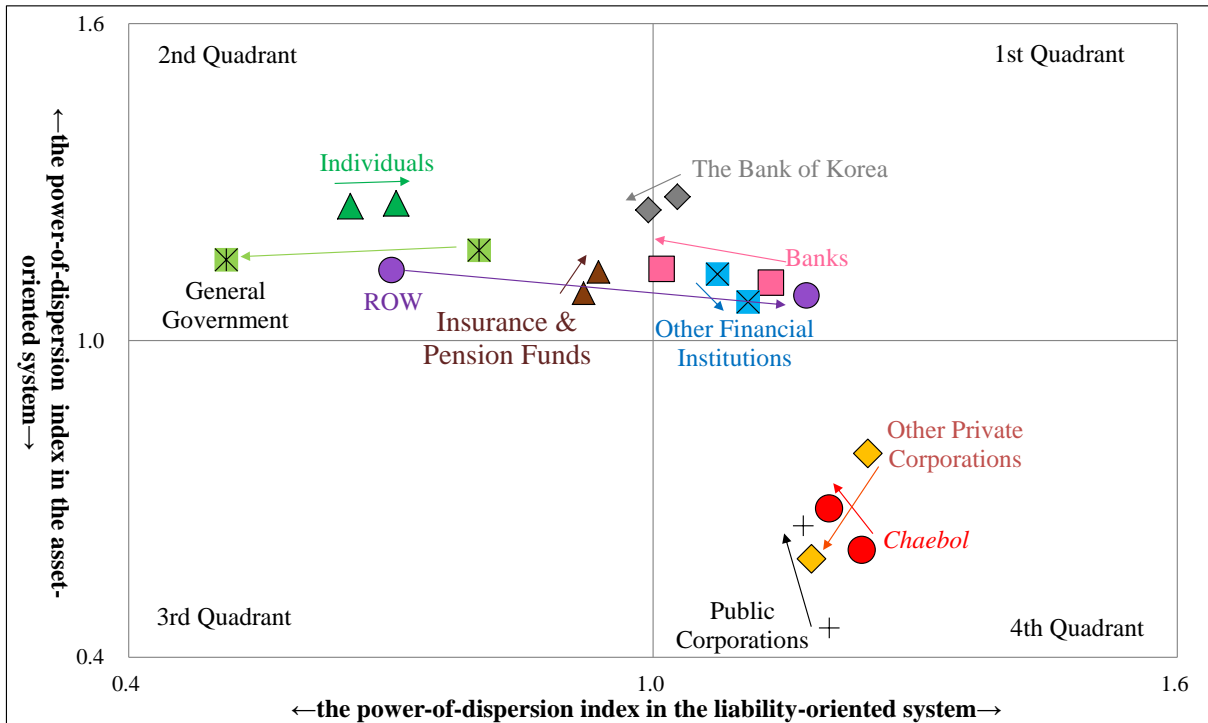 1.6
2nd Quadrant
1st Quadrant
Individuals
The Bank of Korea
Banks
General
Government
ROW
Insurance &
Pension Funds
Other Financial
Institutions
1.0
Other Private
Corporations
Chaebol
Public
Corporations
3rd Quadrant
4th Quadrant
0.4
0.4
1.0
1.6
←the power-of-dispersion index in the asset-
oriented system→
←the power-of-dispersion index in the liability-oriented system→